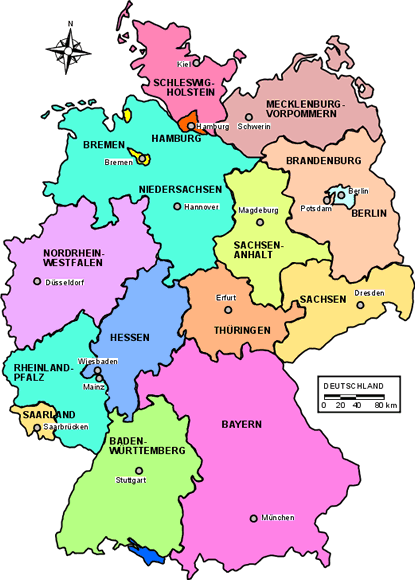 N
Kiel
SCHLESWIG-
HOLSTEIN
MECKLENBURG-
VORPOMMERN
Hamburg
Schwerin
HAMBURG
BREMEN
Bremen
BRANDENBURG
NIEDERSACHSEN
Berlin
Potsdam
BERLIN
Hannover
Magdeburg
SACHSEN-
ANHALT
NORDRHEIN-
WESTFALEN
Düsseldorf
Erfurt
THÜRINGEN
SACHSEN
Dresden
HESSEN
Wiesbaden
Mainz
RHEINLAND-
PFALZ
SAARLAND
Saarbrücken
DEUTSCHLAND
0 20 40 80 km
BAYERN
BADEN-
WÜRTTEMBERG
Stuttgart
München